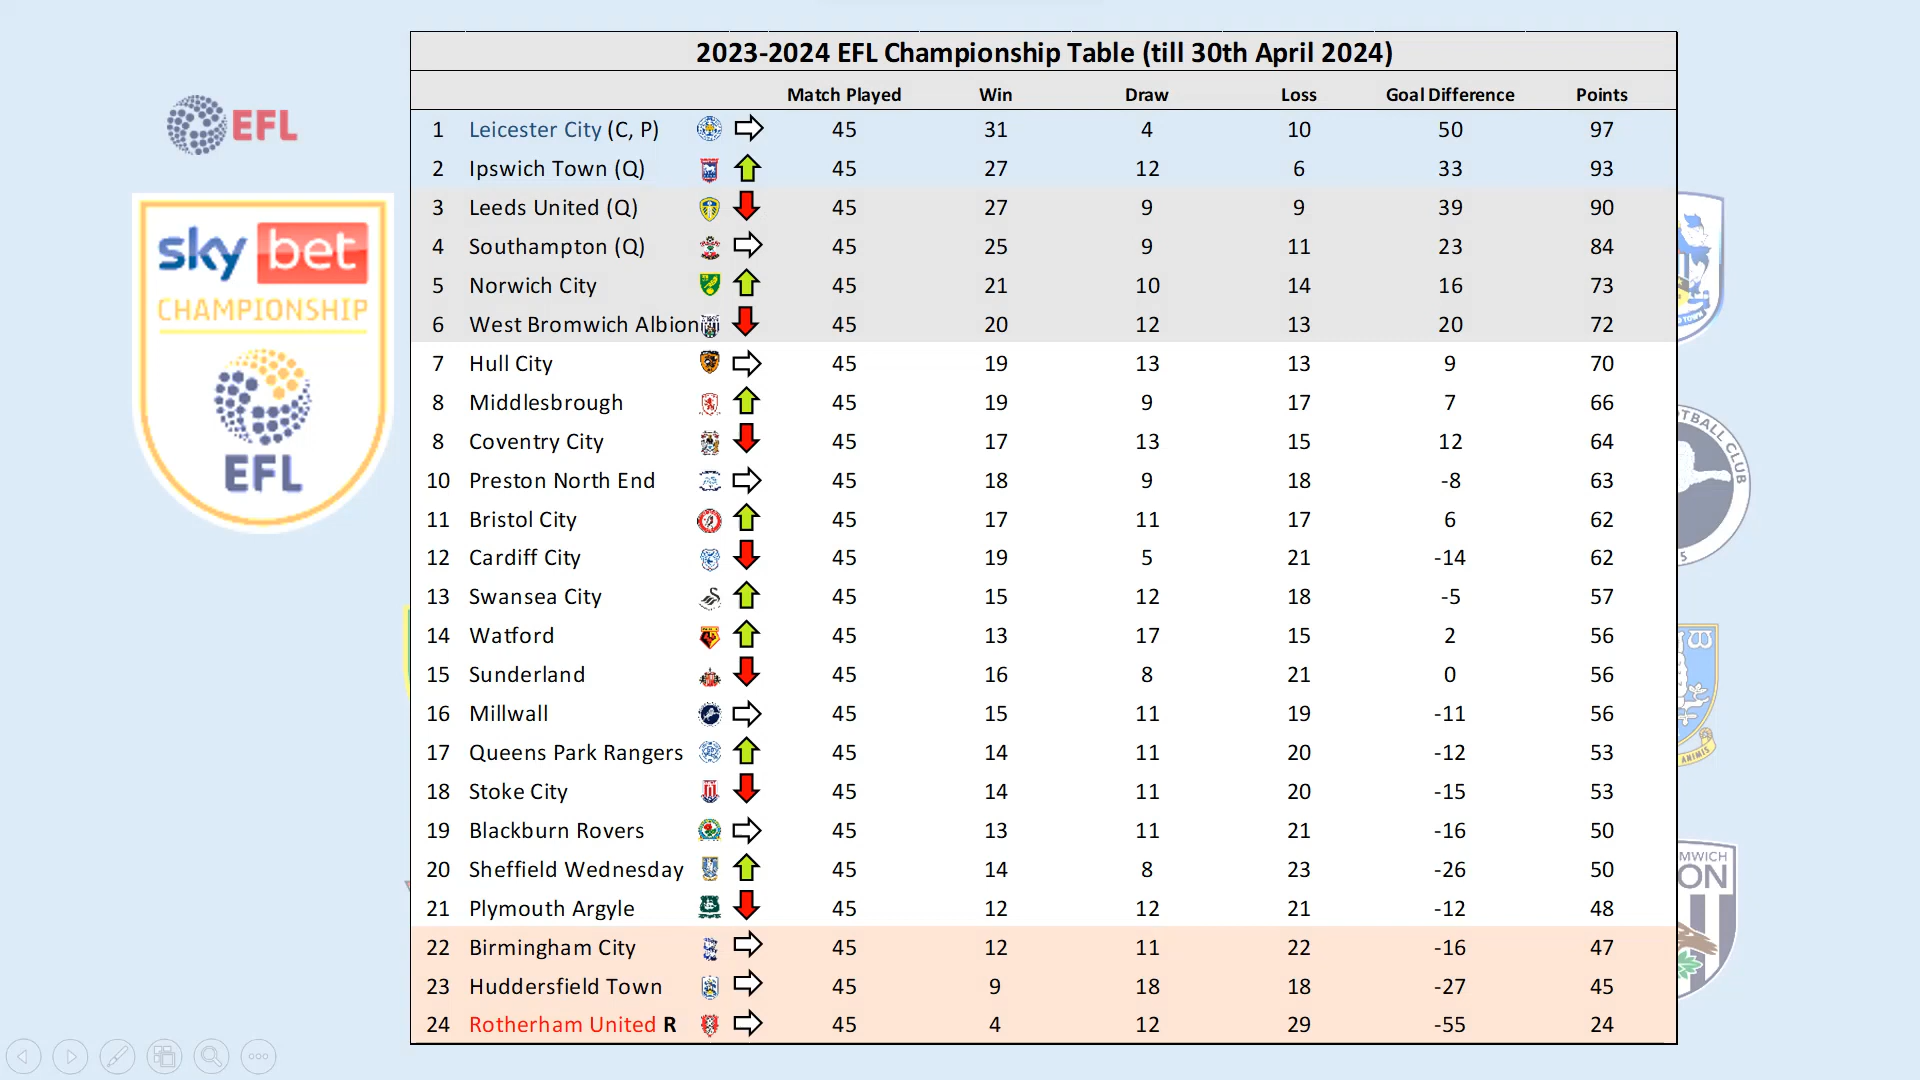 2023-2024 EFL Championship Table (till 30th April 2024)
Match Played Win Draw Loss Goal Difference Points
1 Leicester City (C, P) 45 31 4 10 50 97
2 Ipswich Town (Q) 45 27 12 6 33 93
3 Leeds United (Q) 45 27 9 9 39 90
4 Southampton (Q) 45 25 9 11 23 84
5 Norwich City 45 21 10 14 16 73
6 West Bromwich Albion 45 20 12 13 20 72
7 Hull City 45 19 13 13 9 70
8 Middlesbrough 45 19 9 17 7 66
8 Coventry City 45 17 13 15 12 64
10 Preston North End 45 18 9 18 -8 63
11 Bristol City 45 17 11 17 6 62
12 Cardiff City 45 19 5 21 -14 62
13 Swansea City 45 15 12 18 -5 57
14 Watford 45 13 17 15 2 56
15 Sunderland 45 16 8 21 0 56
16 Millwall 45 15 11 19 -11 56
17 Queens Park Rangers 45 14 11 20 -12 53
18 Stoke City 45 14 11 20 -15 53
19 Blackburn Rovers 45 13 11 21 -16 50
20 Sheffield Wednesday 45 14 8 23 -26 50
21 Plymouth Argyle 45 12 12 21 -12 48
22 Birmingham City 45 12 11 22 -16 47
23 Huddersfield Town 45 9 18 18 -27 45
24 Rotherham United R 45 4 12 29 -55 24
EFL
sky bet
CHAMPIONSHIP
EFL
TOWN
TBALL CLUB
5
ANIMIS
MWICH
ON